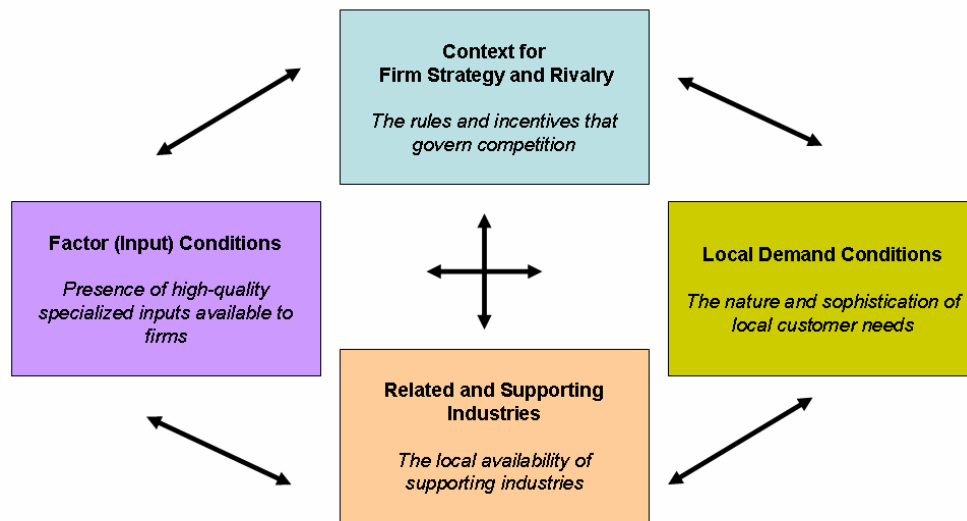 Context for
Firm Strategy and Rivalry
The rules and incentives that
govern competition
Factor (Input) Conditions
Presence of high-quality
specialized inputs available to
firms
Local Demand Conditions
The nature and sophistication of
local customer needs
Related and Supporting
Industries
The local availability of
supporting industries